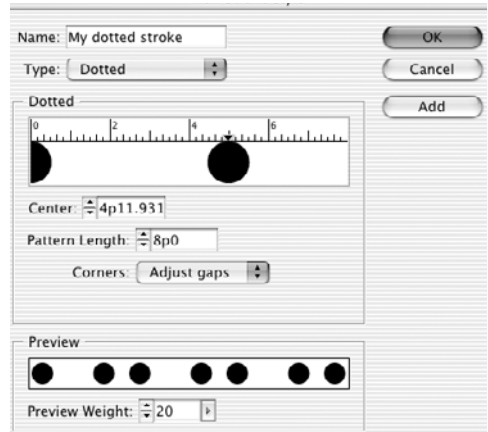 Name: My dotted stroke
OK
Type: Dotted
Cancel
Add
Dotted
0 2 4 6
Center: 4p11.931
Pattern Length: 8p0
Corners: Adjust gaps
Preview
Preview Weight: 20